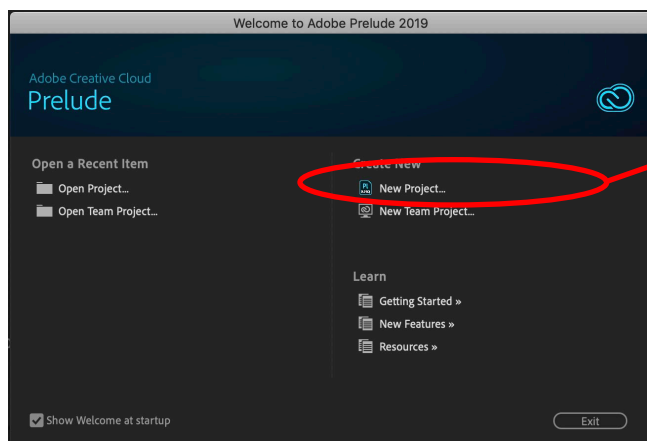 Welcome to Adobe Prelude 2019
Adobe Creative Cloud
Prelude
Open a Recent Item
Open Project...
Open Team Project...
Create New
New Project...
New Team Project...
Learn
Getting Started »
New Features »
Resources »
Show Welcome at startup
Exit